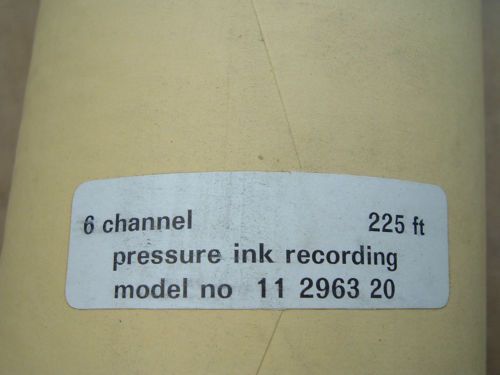 6 channel 225 ft
pressure ink recording
model no 11 2963 20